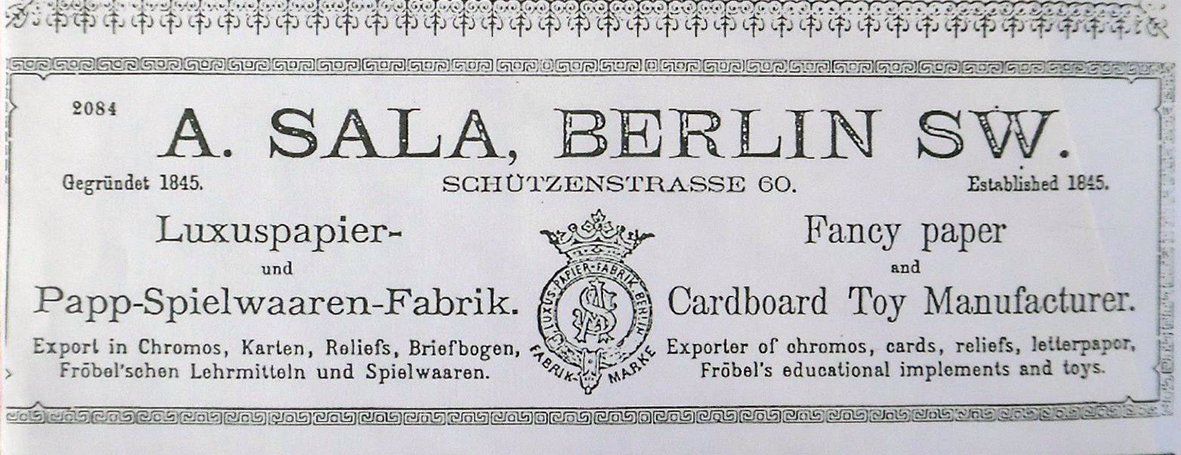 2084
A. SALA, BERLIN SW.
Gegründet 1845.
SCHÜTZENSTRASSE 60.
Established 1845.
Luxuspapier-
und
Papp-Spielwaaren-Fabrik.
Export in Chromos, Karten, Reliefs, Briefbogen,
Fröbel'schen Lehrmitteln und Spielwaaren.
LUXUS-PAPIER-FABRIK-BERLIN
FABRIK-MARKE
Fancy paper
and
Cardboard Toy Manufacturer.
Exporter of chromos, cards, reliefs, letterpaper,
Fröbel's educational implements and toys.